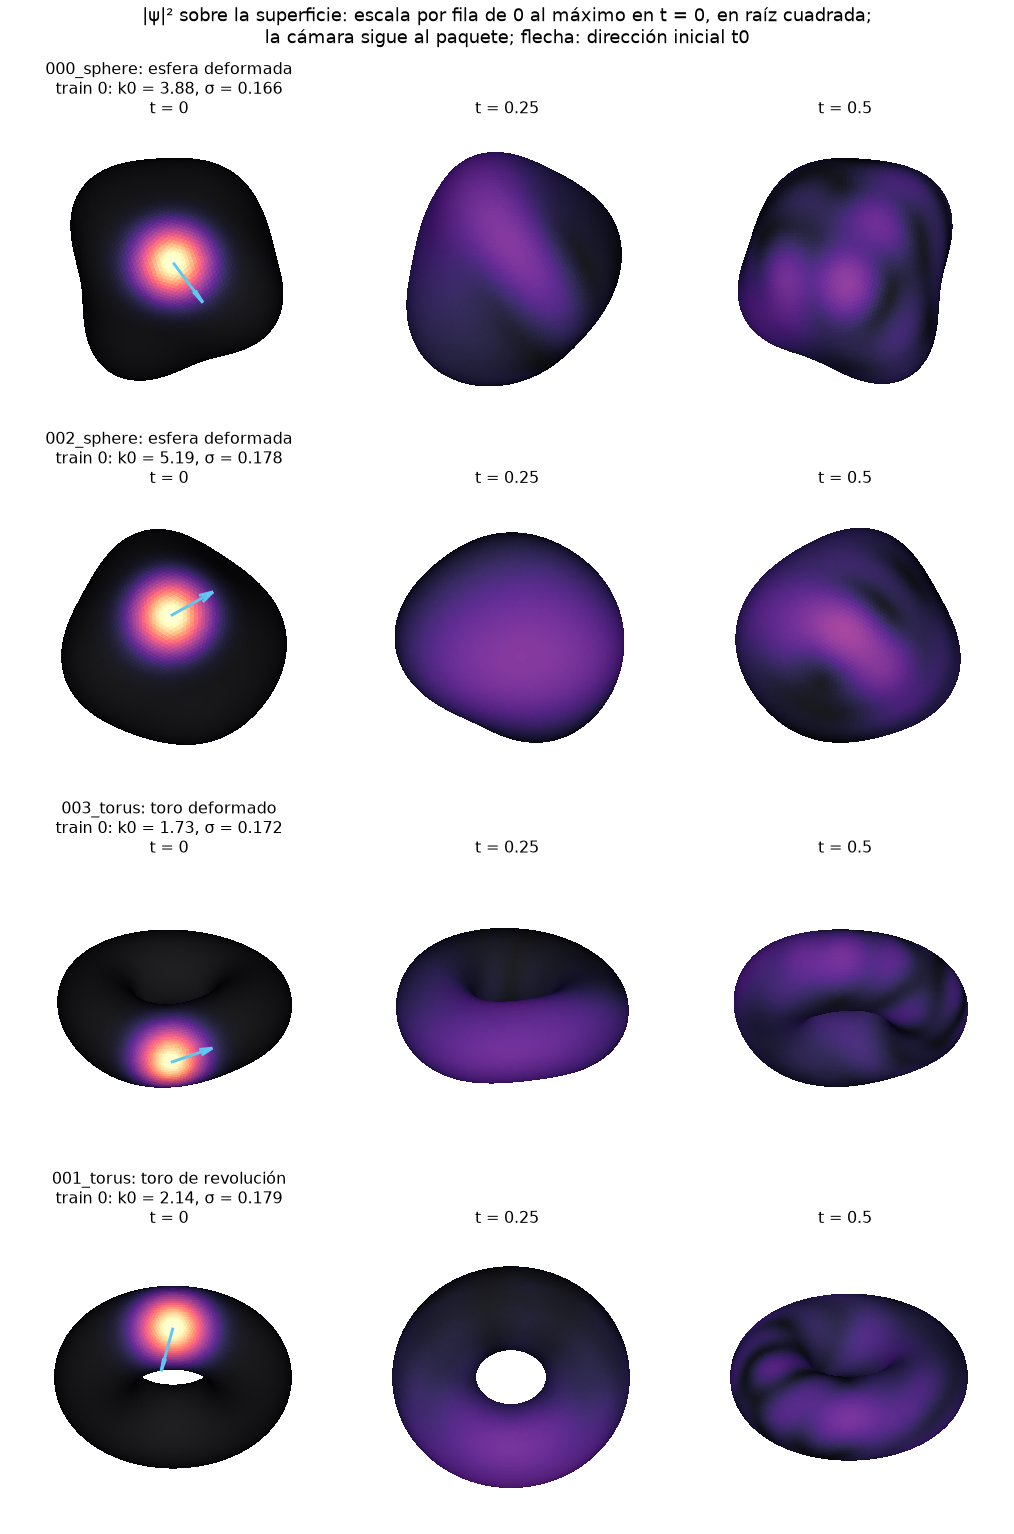 |ψ|² sobre la superficie: escala por fila de 0 al máximo en t = 0, en raíz cuadrada;
la cámara sigue al paquete; flecha: dirección inicial t0
000_sphere: esfera deformada
train 0: k0 = 3.88, σ = 0.166
t = 0
t = 0.25
t = 0.5
002_sphere: esfera deformada
train 0: k0 = 5.19, σ = 0.178
t = 0
t = 0.25
t = 0.5
003_torus: toro deformado
train 0: k0 = 1.73, σ = 0.172
t = 0
t = 0.25
t = 0.5
001_torus: toro de revolución
train 0: k0 = 2.14, σ = 0.179
t = 0
t = 0.25
t = 0.5